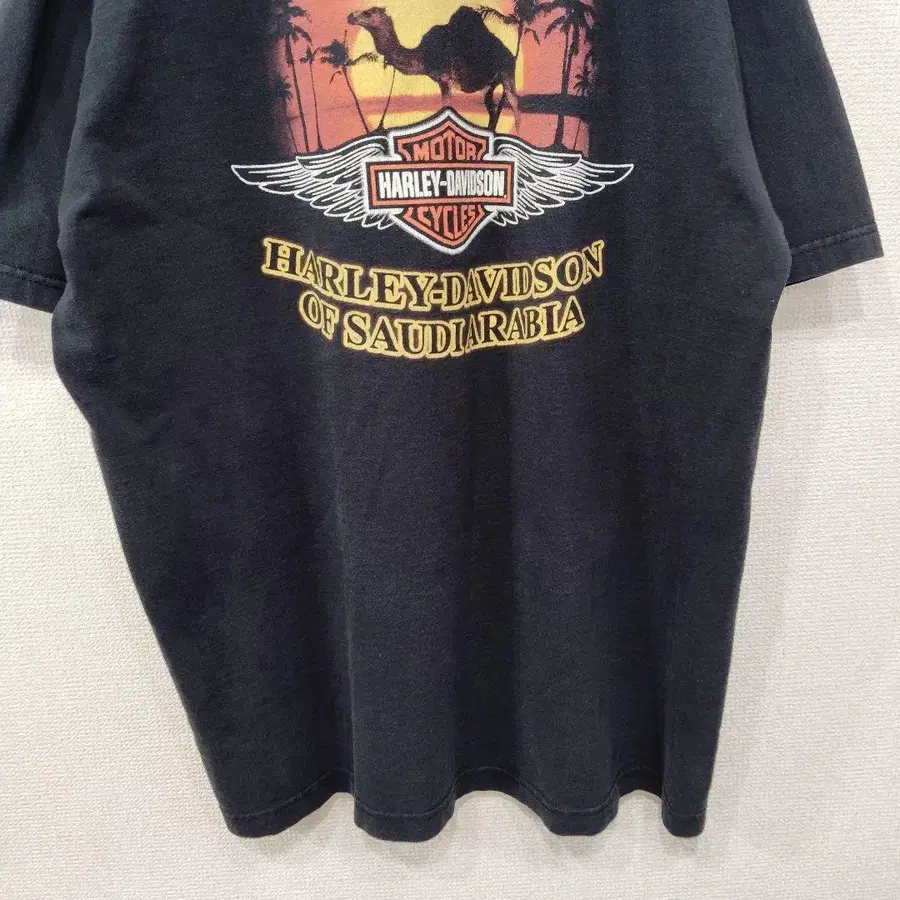 MOTOR
HARLEY-DAVIDSON
CYCLES
HARLEY-DAVIDSON
OF SAUDI ARABIA